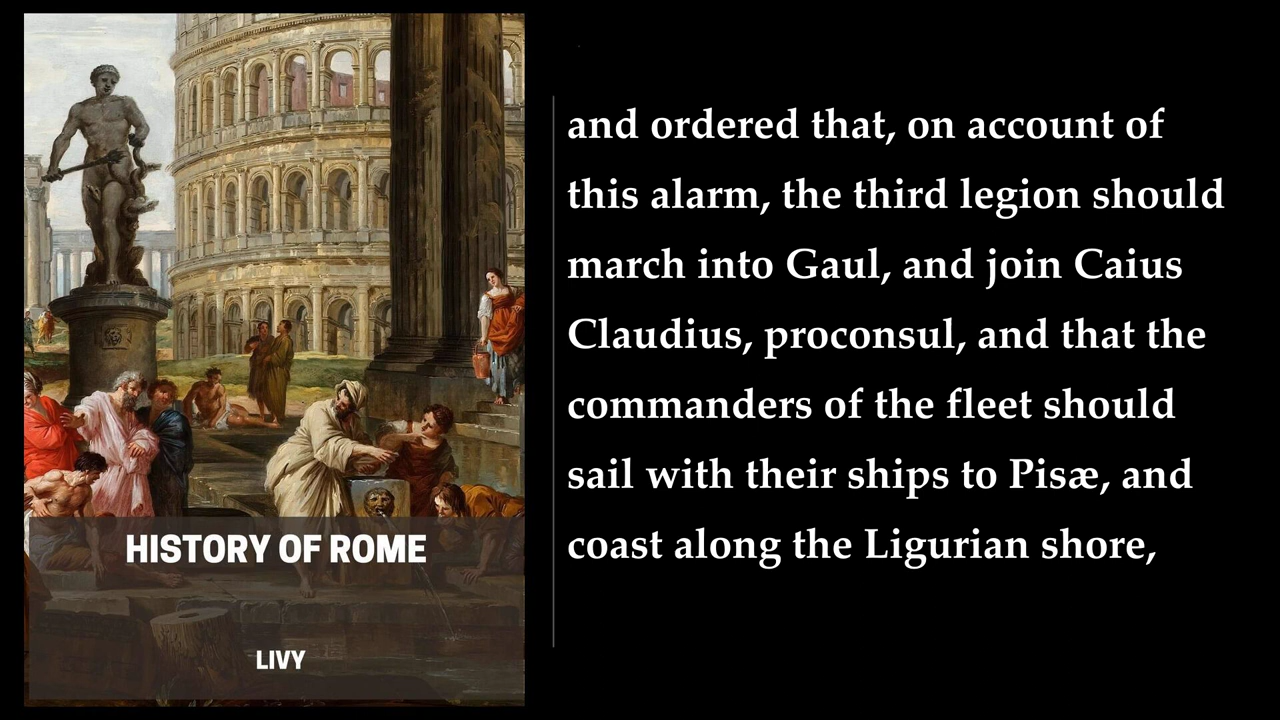 HISTORY OF ROME
LIVY
and ordered that, on account of
this alarm, the third legion should
march into Gaul, and join Caius
Claudius, proconsul, and that the
commanders of the fleet should
sail with their ships to Pisæ, and
coast along the Ligurian shore,